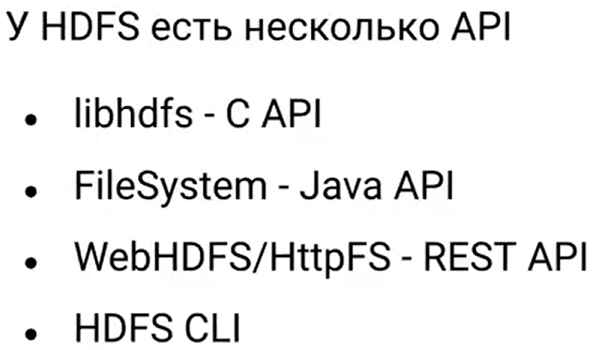 У HDFS есть несколько API
• libhdfs - C API
• FileSystem - Java API
• WebHDFS/HttpFS - REST API
• HDFS CLI